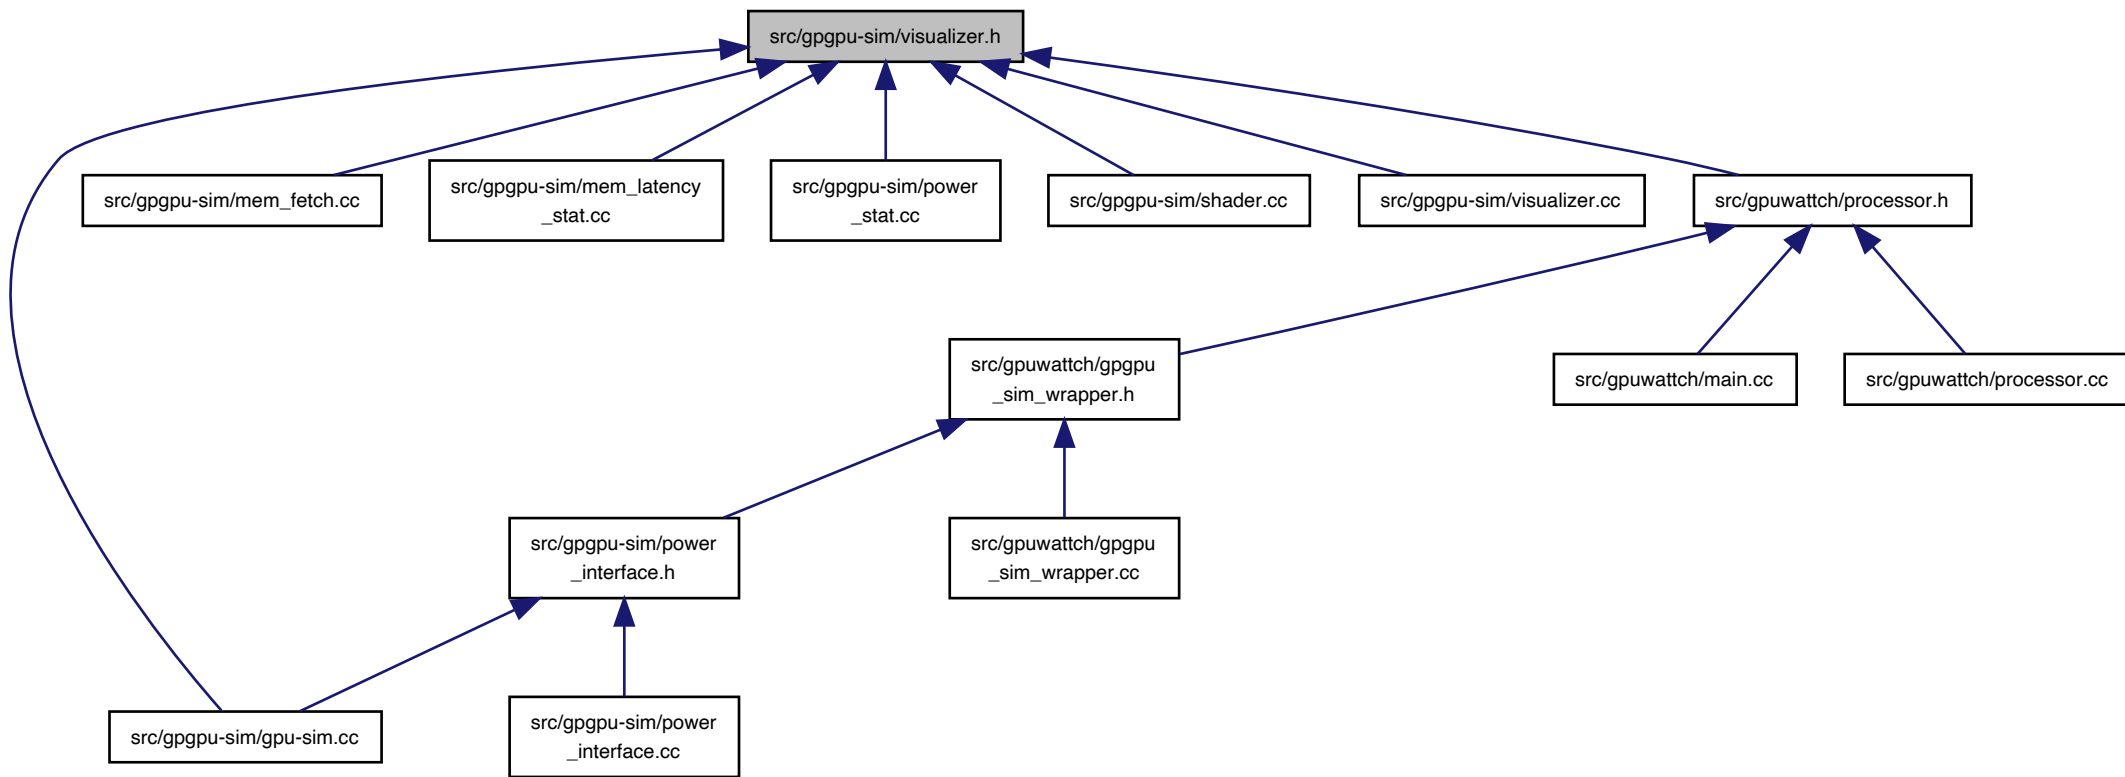 src/gpgpu-sim/visualizer.h
src/gpgpu-sim/mem_fetch.cc
src/gpgpu-sim/mem_latency
_stat.cc
src/gpgpu-sim/power
_stat.cc
src/gpgpu-sim/shader.cc
src/gpgpu-sim/visualizer.cc
src/gpuwattch/processor.h
src/gpuwattch/gpgpu
_sim_wrapper.h
src/gpuwattch/main.cc
src/gpuwattch/processor.cc
src/gpgpu-sim/power
_interface.h
src/gpuwattch/gpgpu
_sim_wrapper.cc
src/gpgpu-sim/gpu-sim.cc
src/gpgpu-sim/power
_interface.cc